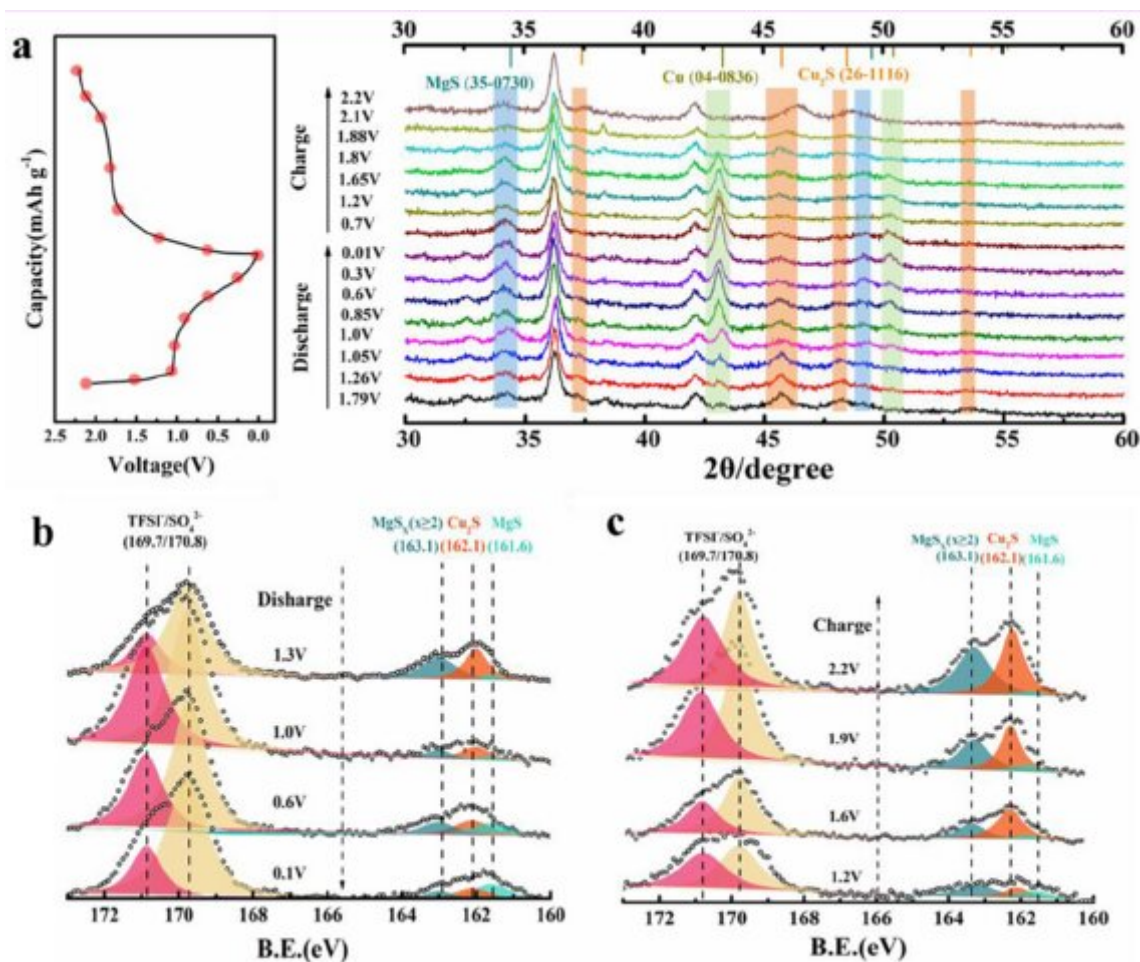 a
30 35 40 45 50 55 60
MgS (35-0730)
Cu (04-0836)
Cu2S (26-1116)
Capacity(mAh g-1)
2.5 2.0 1.5 1.0 0.5 0.0
Voltage(V)
Charge
Discharge
2.2V
2.1V
1.88V
1.8V
1.65V
1.2V
0.7V
0.01V
0.3V
0.6V
0.85V
1.0V
1.05V
1.26V
1.79V
30 35 40 45 50 55 60
2θ/degree
b
TFSI-/SO4 2-
(169.7/170.8)
MgSx(x≥2) Cu2S MgS
(163.1) (162.1) (161.6)
Disharge
1.3V
1.0V
0.6V
0.1V
172 170 168 166 164 162 160
B.E.(eV)
c
TFSI-/SO4 2-
(169.7/170.8)
MgSx(x≥2) Cu2S MgS
(163.1) (162.1) (161.6)
Charge
2.2V
1.9V
1.6V
1.2V
172 170 168 166 164 162 160
B.E.(eV)